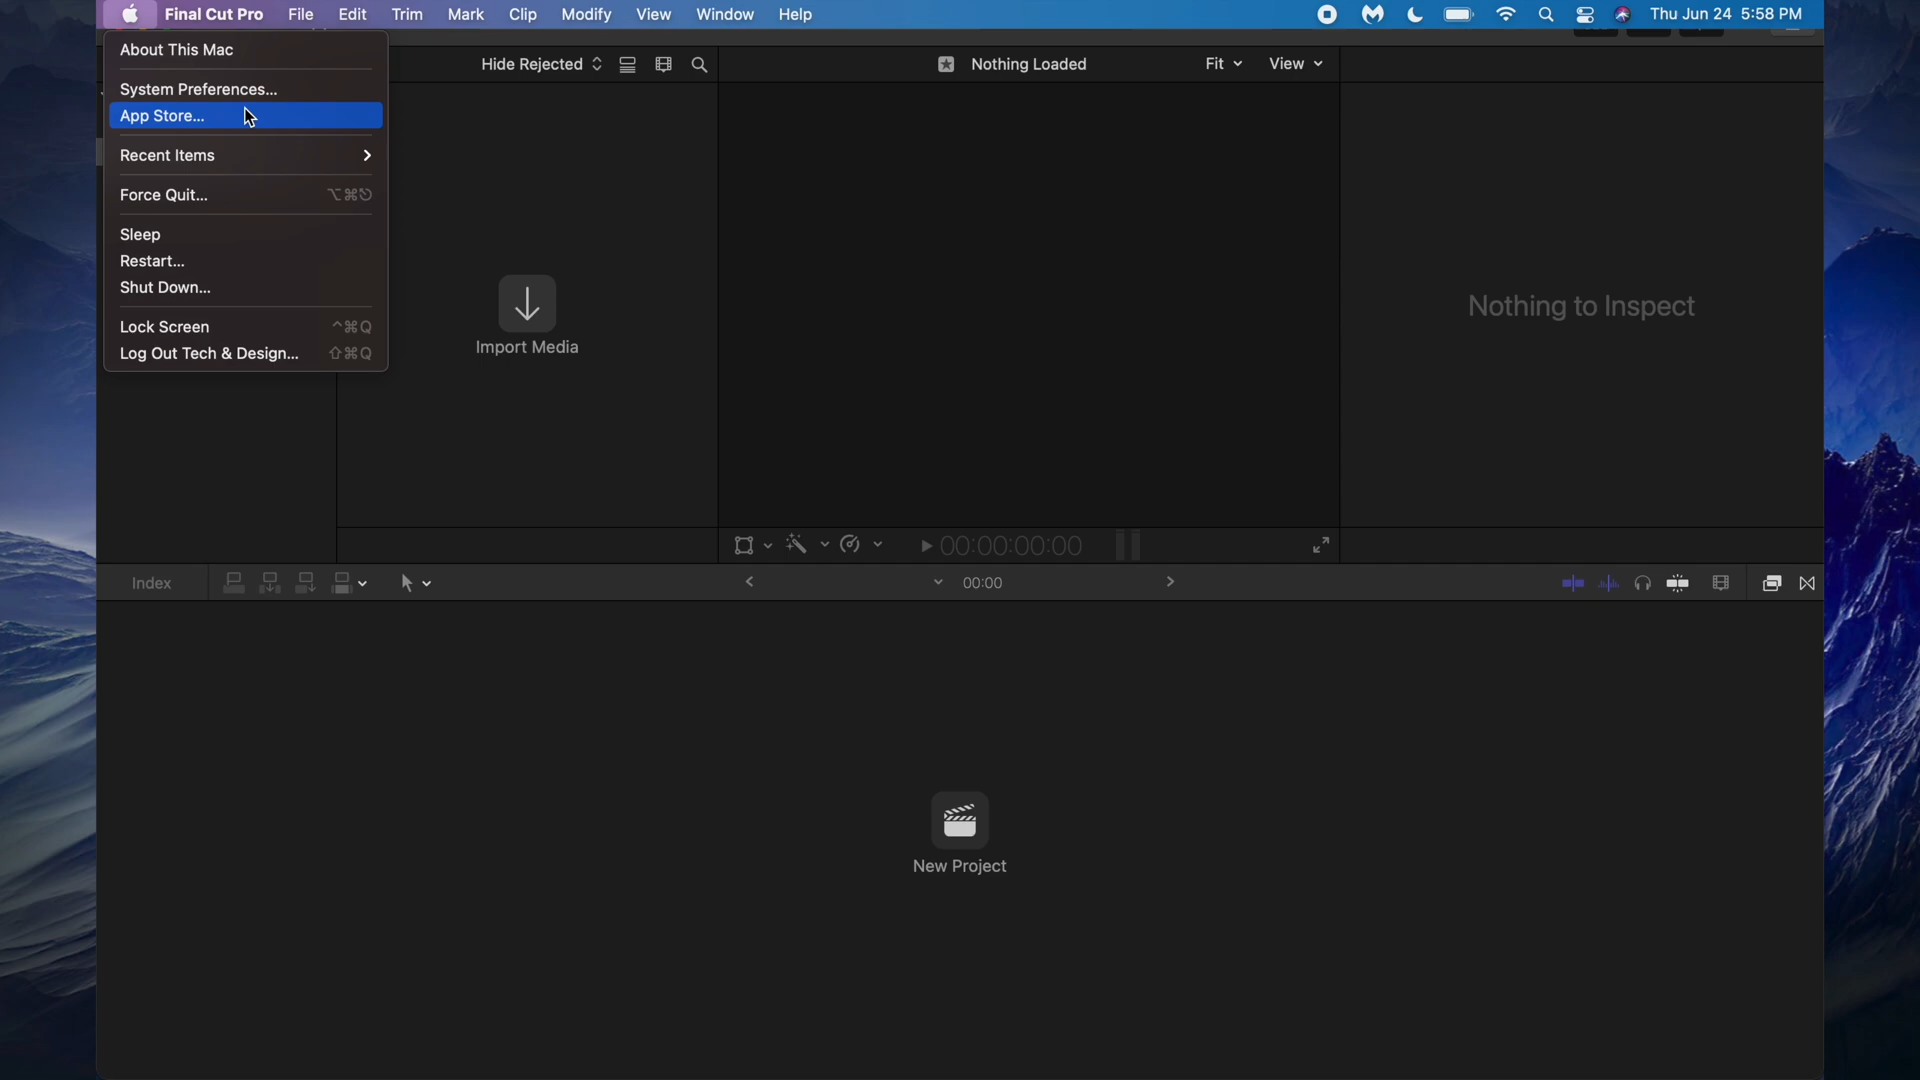 Final Cut Pro File Edit Trim Mark Clip Modify View Window Help Thu Jun 24 5:58 PM
About This Mac
System Preferences...
App Store...
Recent Items
Force Quit... ⌥⌘⎋
Sleep
Restart...
Shut Down...
Lock Screen ^⌘Q
Log Out Tech & Design... ⇧⌘Q
Hide Rejected
Nothing Loaded Fit View
Import Media
Nothing to Inspect
00:00:00:00
Index 00:00
New Project